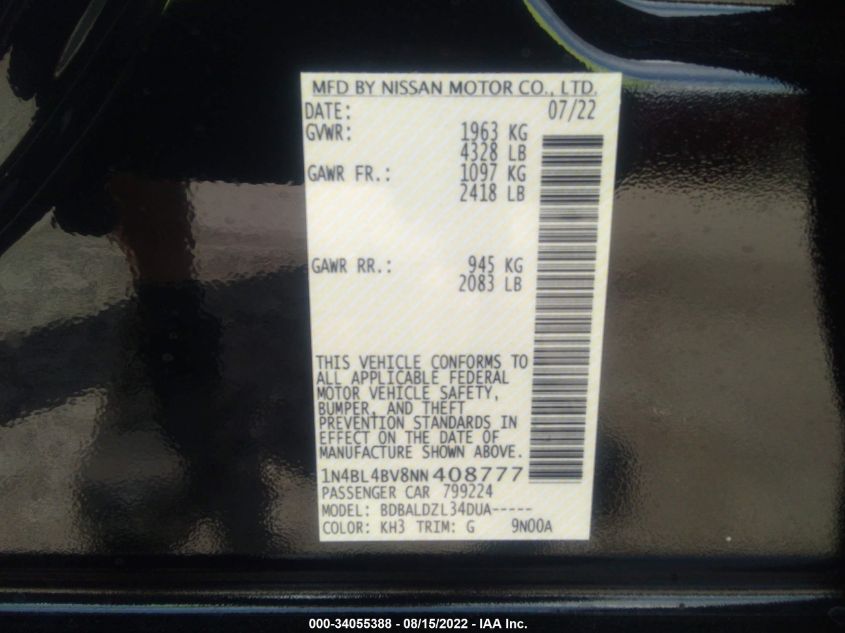 MFD BY NISSAN MOTOR CO., LTD.
DATE: 07/22
GVWR: 1963 KG
4328 LB
GAWR FR.: 1097 KG
2418 LB
GAWR RR.: 945 KG
2083 LB
THIS VEHICLE CONFORMS TO
ALL APPLICABLE FEDERAL
MOTOR VEHICLE SAFETY,
BUMPER, AND THEFT
PREVENTION STANDARDS IN
EFFECT ON THE DATE OF
MANUFACTURE SHOWN ABOVE.
1N4BL4BV8NN408777
PASSENGER CAR 799224
MODEL: BDBALDZL34DUA-----
COLOR: KH3 TRIM: G 9N00A
000-34055388 - 08/15/2022 - IAA Inc.